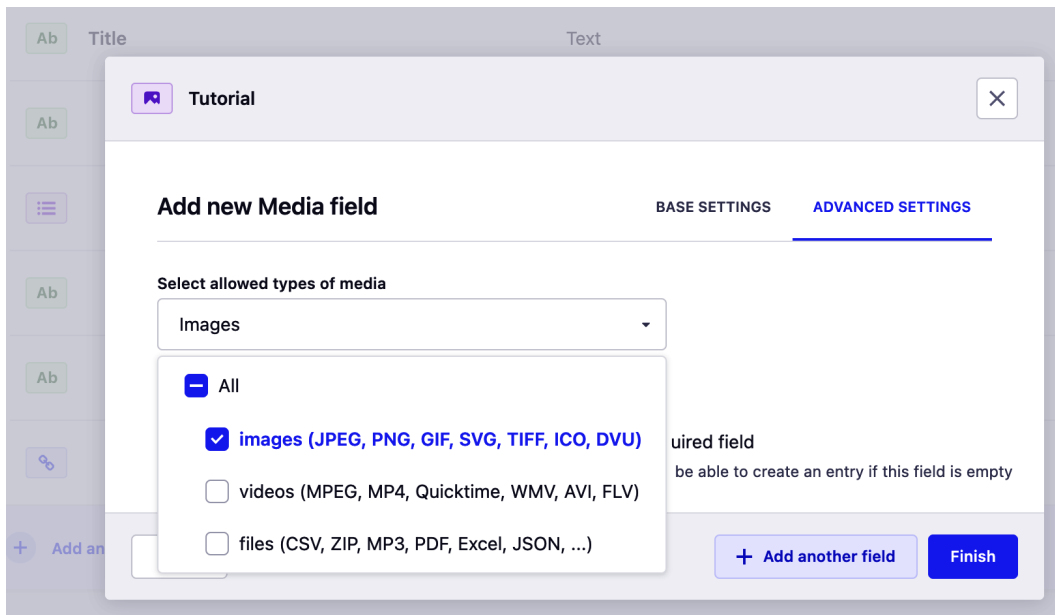 Ab Title Text
Tutorial
Ab
Add new Media field BASE SETTINGS ADVANCED SETTINGS
Select allowed types of media
Ab
Images
Ab
All
images (JPEG, PNG, GIF, SVG, TIFF, ICO, DVU)
uired field
be able to create an entry if this field is empty
videos (MPEG, MP4, Quicktime, WMV, AVI, FLV)
files (CSV, ZIP, MP3, PDF, Excel, JSON, ...)
+ Add an
+ Add another field Finish